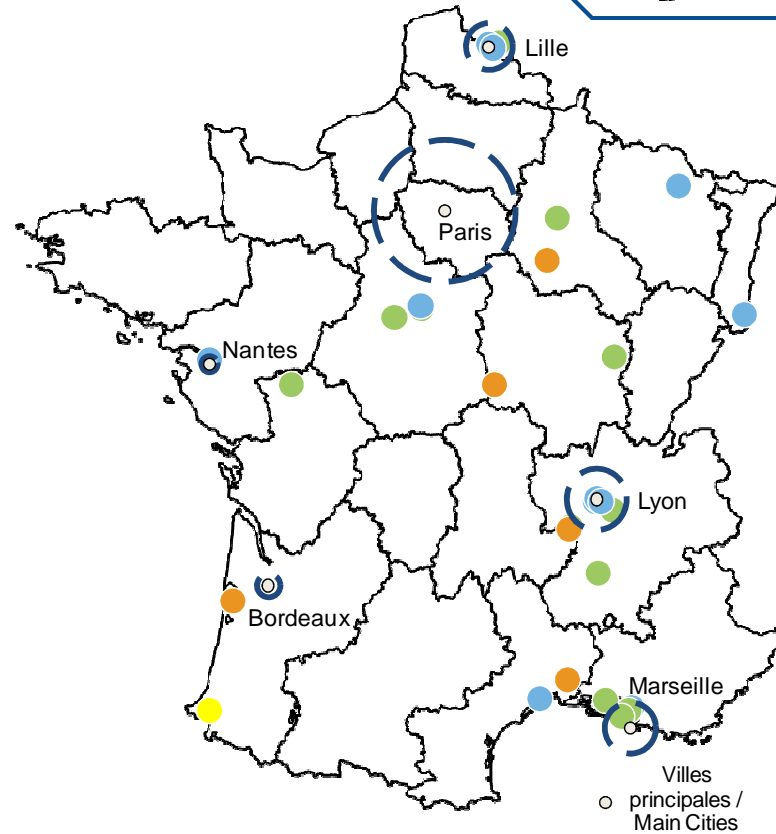 Lille
Paris
Nantes
Lyon
Bordeaux
Marseille
Villes
principales /
Main Cities